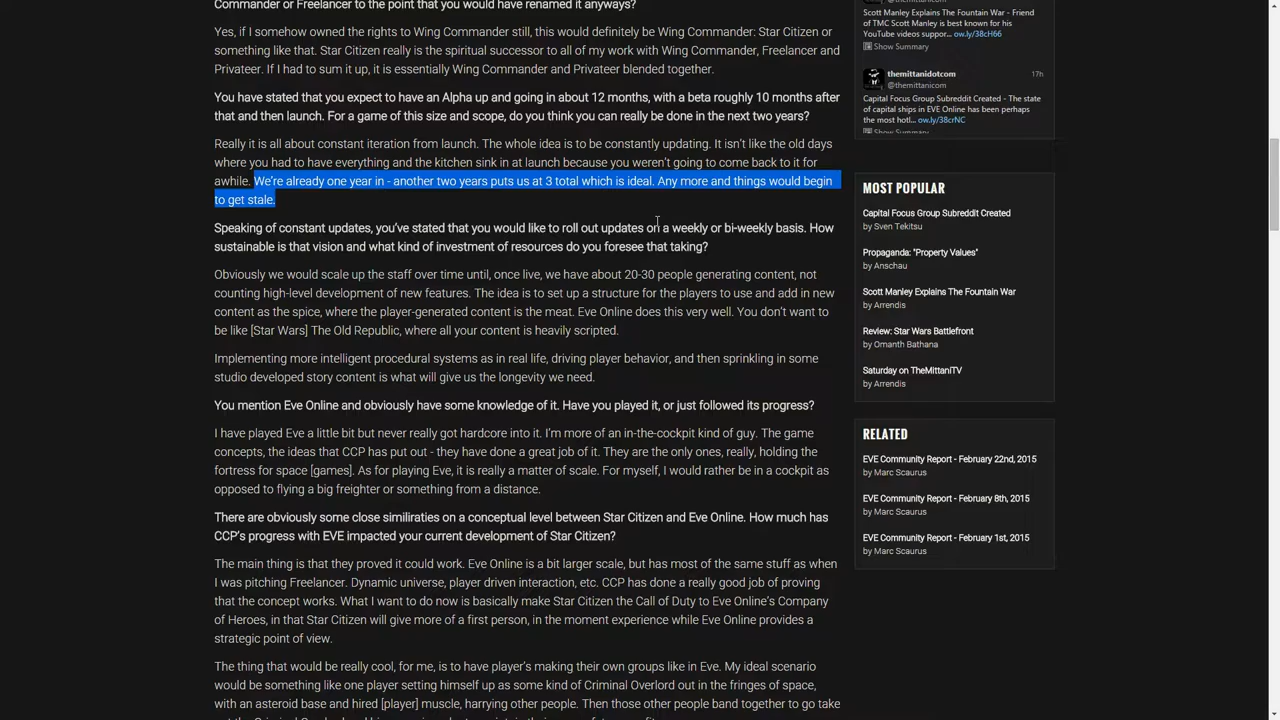 Commander or Freelancer to the point that you would have renamed it anyways?
Yes, if I somehow owned the rights to Wing Commander still, this would definitely be Wing Commander: Star Citizen or
something like that. Star Citizen really is the spiritual successor to all of my work with Wing Commander, Freelancer and
Privateer. If I had to sum it up, it is essentially Wing Commander and Privateer blended together.
You have stated that you expect to have an Alpha up and going in about 12 months, with a beta roughly 10 months after
that and then launch. For a game of this size and scope, do you think you can really be done in the next two years?
Really it is all about constant iteration from launch. The whole idea is to be constantly updating. It isn't like the old days
where you had to have everything and the kitchen sink in at launch because you weren't going to come back to it for
awhile. We're already one year in - another two years puts us at 3 total which is ideal. Any more and things would begin
to get stale.
Speaking of constant updates, you've stated that you would like to roll out updates on a weekly or bi-weekly basis. How
sustainable is that vision and what kind of investment of resources do you foresee that taking?
Obviously we would scale up the staff over time until, once live, we have about 20-30 people generating content, not
counting high-level development of new features. The idea is to set up a structure for the players to use and add in new
content as the spice, where the player-generated content is the meat. Eve Online does this very well. You don't want to
be like [Star Wars] The Old Republic, where all your content is heavily scripted.
Implementing more intelligent procedural systems as in real life, driving player behavior, and then sprinkling in some
studio developed story content is what will give us the longevity we need.
You mention Eve Online and obviously have some knowledge of it. Have you played it, or just followed its progress?
I have played Eve a little bit but never really got hardcore into it. I'm more of an in-the-cockpit kind of guy. The game
concepts, the ideas that CCP has put out - they have done a great job of it. They are the only ones, really, holding the
fortress for space [games]. As for playing Eve, it is really a matter of scale. For myself, I would rather be in a cockpit as
opposed to flying a big freighter or something from a distance.
There are obviously some close similiraties on a conceptual level between Star Citizen and Eve Online. How much has
CCP's progress with EVE impacted your current development of Star Citizen?
The main thing is that they proved it could work. Eve Online is a bit larger scale, but has most of the same stuff as when
I was pitching Freelancer. Dynamic universe, player driven interaction, etc. CCP has done a really good job of proving
that the concept works. What I want to do now is basically make Star Citizen the Call of Duty to Eve Online's Company
of Heroes, in that Star Citizen will give more of a first person, in the moment experience while Eve Online provides a
strategic point of view.
The thing that would be really cool, for me, is to have player's making their own groups like in Eve. My ideal scenario
would be something like one player setting himself up as some kind of Criminal Overlord out in the fringes of space,
with an asteroid base and hired [player] muscle, harrying other people. Then those other people band together to go take
Scott Manley Explains The Fountain War - Friend
of TMC Scott Manley is best known for his
YouTube videos suppor... ow.ly/38cH66
Show Summary
themittanidotcom 17h
@themittanicom
Capital Focus Group Subreddit Created - The state
of capital ships in EVE Online has been perhaps
the most hotl... ow.ly/38crNC
Show Summary
MOST POPULAR
Capital Focus Group Subreddit Created
by Sven Tekitsu
Propaganda: "Property Values"
by Anschau
Scott Manley Explains The Fountain War
by Arrendis
Review: Star Wars Battlefront
by Omanth Bathana
Saturday on TheMittaniTV
by Arrendis
RELATED
EVE Community Report - February 22nd, 2015
by Marc Scaurus
EVE Community Report - February 8th, 2015
by Marc Scaurus
EVE Community Report - February 1st, 2015
by Marc Scaurus